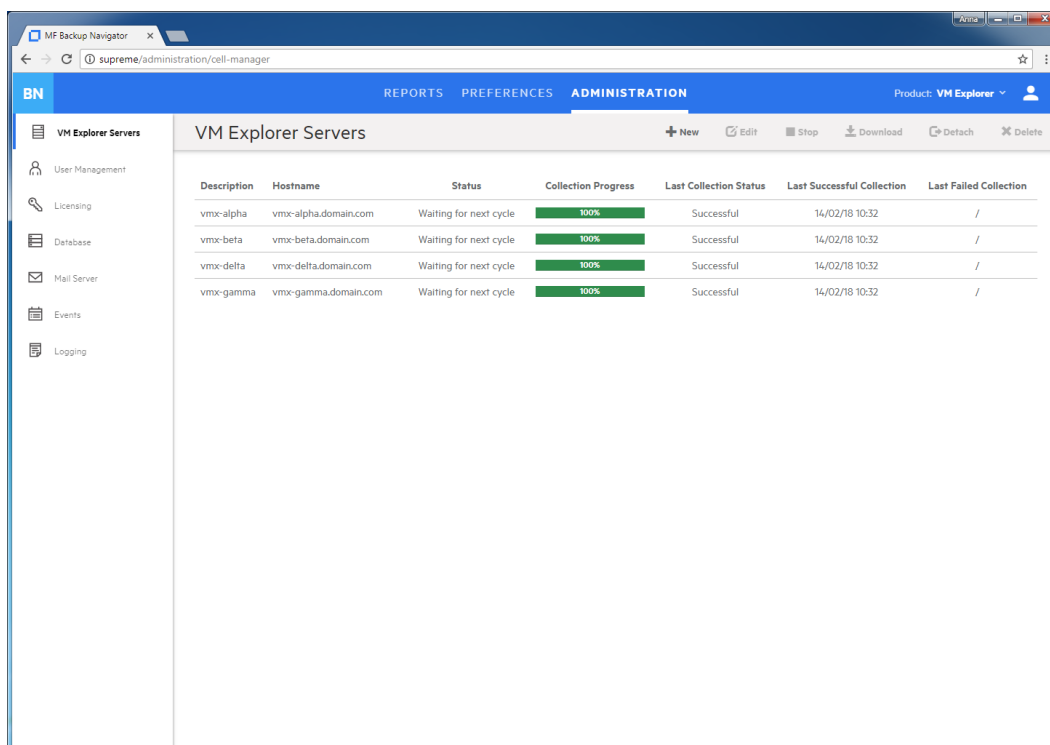 Anna
MF Backup Navigator
supreme/administration/cell-manager
BN
REPORTS PREFERENCES ADMINISTRATION
Product: VM Explorer
VM Explorer Servers
User Management
Licensing
Database
Mail Server
Events
Logging
VM Explorer Servers
New Edit Stop Download Detach Delete
Description Hostname Status Collection Progress Last Collection Status Last Successful Collection Last Failed Collection
vmx-alpha vmx-alpha.domain.com Waiting for next cycle 100% Successful 14/02/18 10:32 /
vmx-beta vmx-beta.domain.com Waiting for next cycle 100% Successful 14/02/18 10:32 /
vmx-delta vmx-delta.domain.com Waiting for next cycle 100% Successful 14/02/18 10:32 /
vmx-gamma vmx-gamma.domain.com Waiting for next cycle 100% Successful 14/02/18 10:32 /